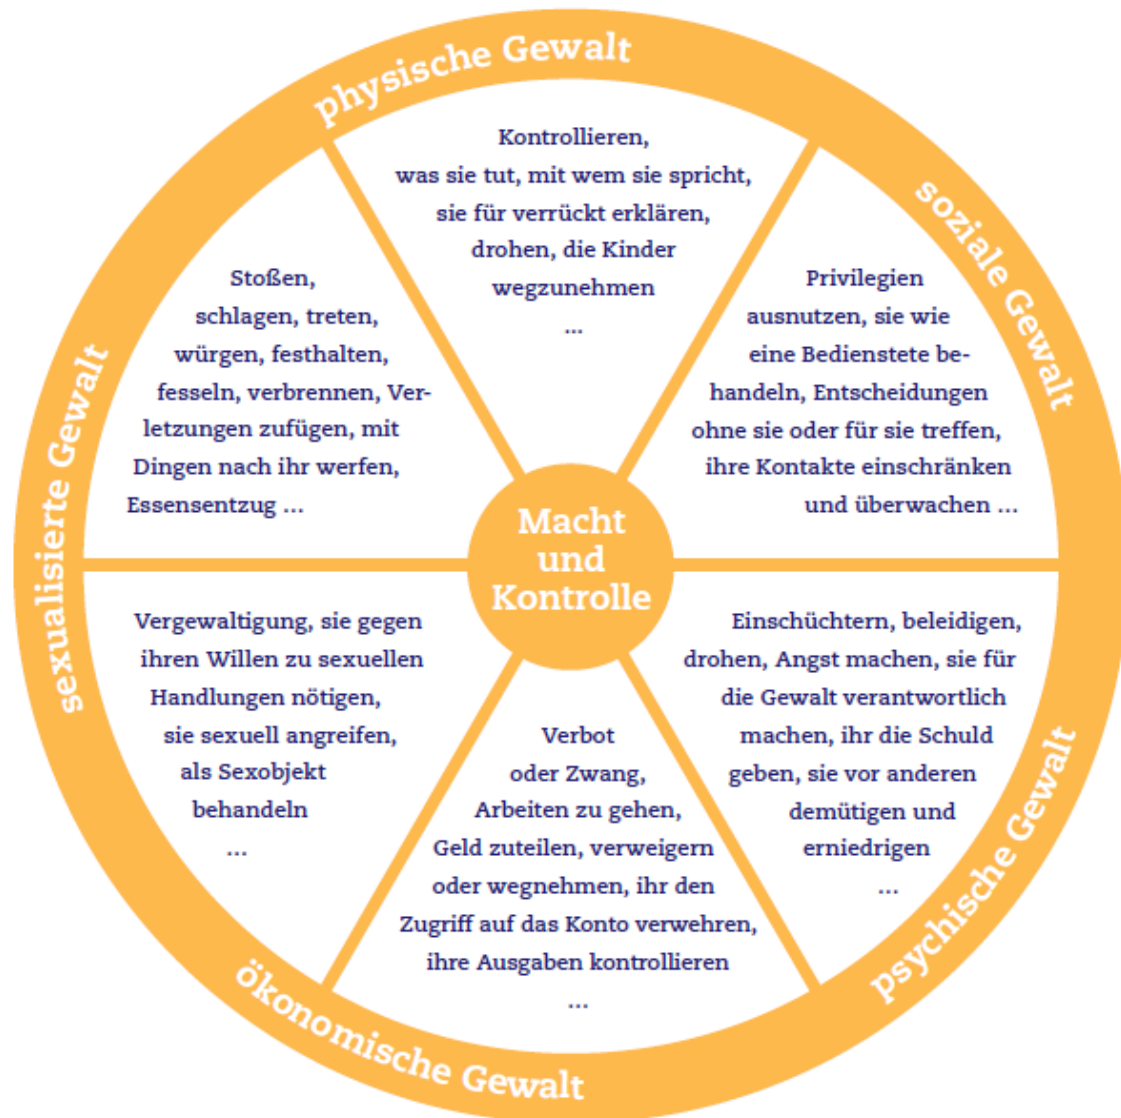 physische Gewalt
Kontrollieren,
was sie tut, mit wem sie spricht,
sie für verrückt erklären,
drohen, die Kinder
wegzunehmen
...
soziale Gewalt
Privilegien
ausnutzen, sie wie
eine Bedienstete be-
handeln, Entscheidungen
ohne sie oder für sie treffen,
ihre Kontakte einschränken
und überwachen ...
psychische Gewalt
Einschüchtern, beleidigen,
drohen, Angst machen, sie für
die Gewalt verantwortlich
machen, ihr die Schuld
geben, sie vor anderen
demütigen und
erniedrigen
...
ökonomische Gewalt
Verbot
oder Zwang,
Arbeiten zu gehen,
Geld zuteilen, verweigern
oder wegnehmen, ihr den
Zugriff auf das Konto verwehren,
ihre Ausgaben kontrollieren
...
sexualisierte Gewalt
Vergewaltigung, sie gegen
ihren Willen zu sexuellen
Handlungen nötigen,
sie sexuell angreifen,
als Sexobjekt
behandeln
...
Stoßen,
schlagen, treten,
würgen, festhalten,
fesseln, verbrennen, Ver-
letzungen zufügen, mit
Dingen nach ihr werfen,
Essensentzug ...
Macht
und
Kontrolle